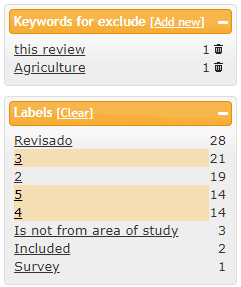 Keywords for exclude [Add new]
this review 1
Agriculture 1
Labels [Clear]
Revisado 28
3 21
2 19
5 14
4 14
Is not from area of study 3
Included 2
Survey 1